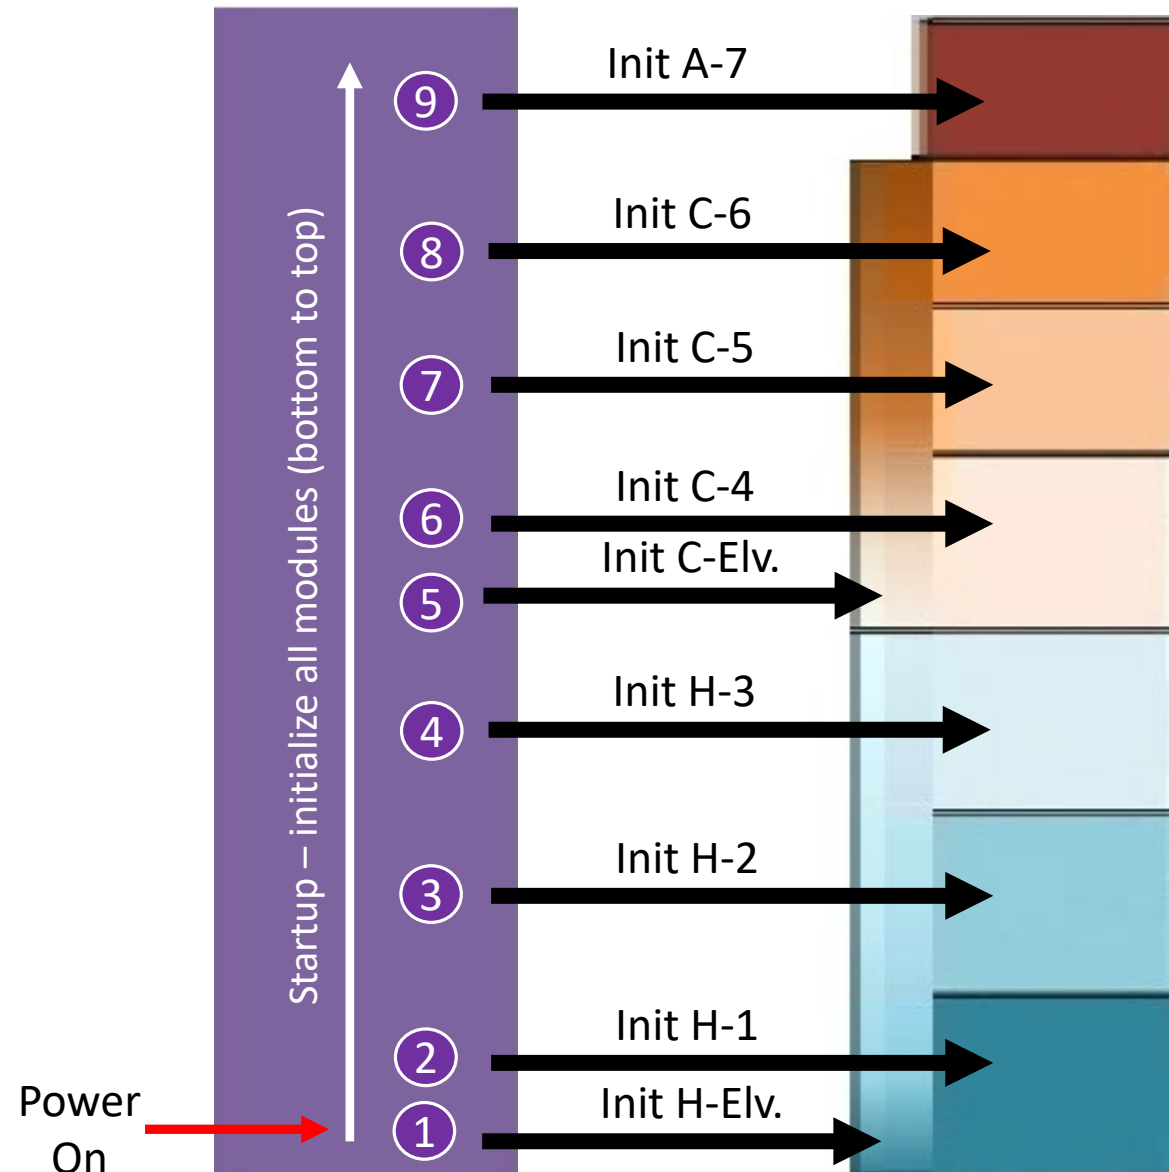 Init A-7
9
Init C-6
8
Init C-5
7
Init C-4
6
Init C-Elv.
5
Init H-3
4
Init H-2
3
Init H-1
2
Init H-Elv.
1
Startup – initialize all modules (bottom to top)
Power
On